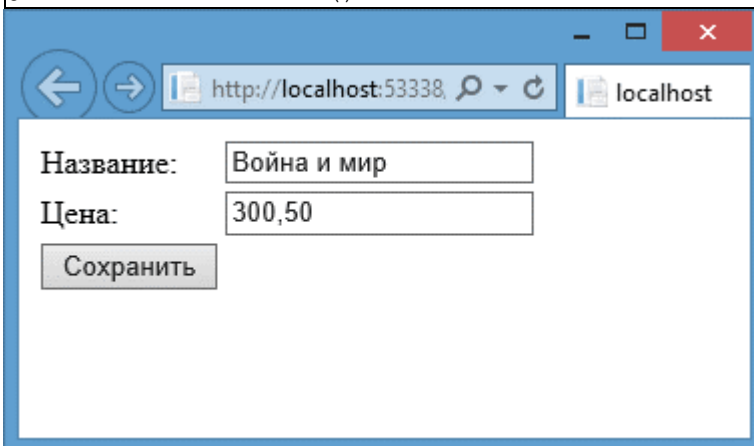 http://localhost:53338,
localhost
Название:
Война и мир
Цена:
300,50
Сохранить